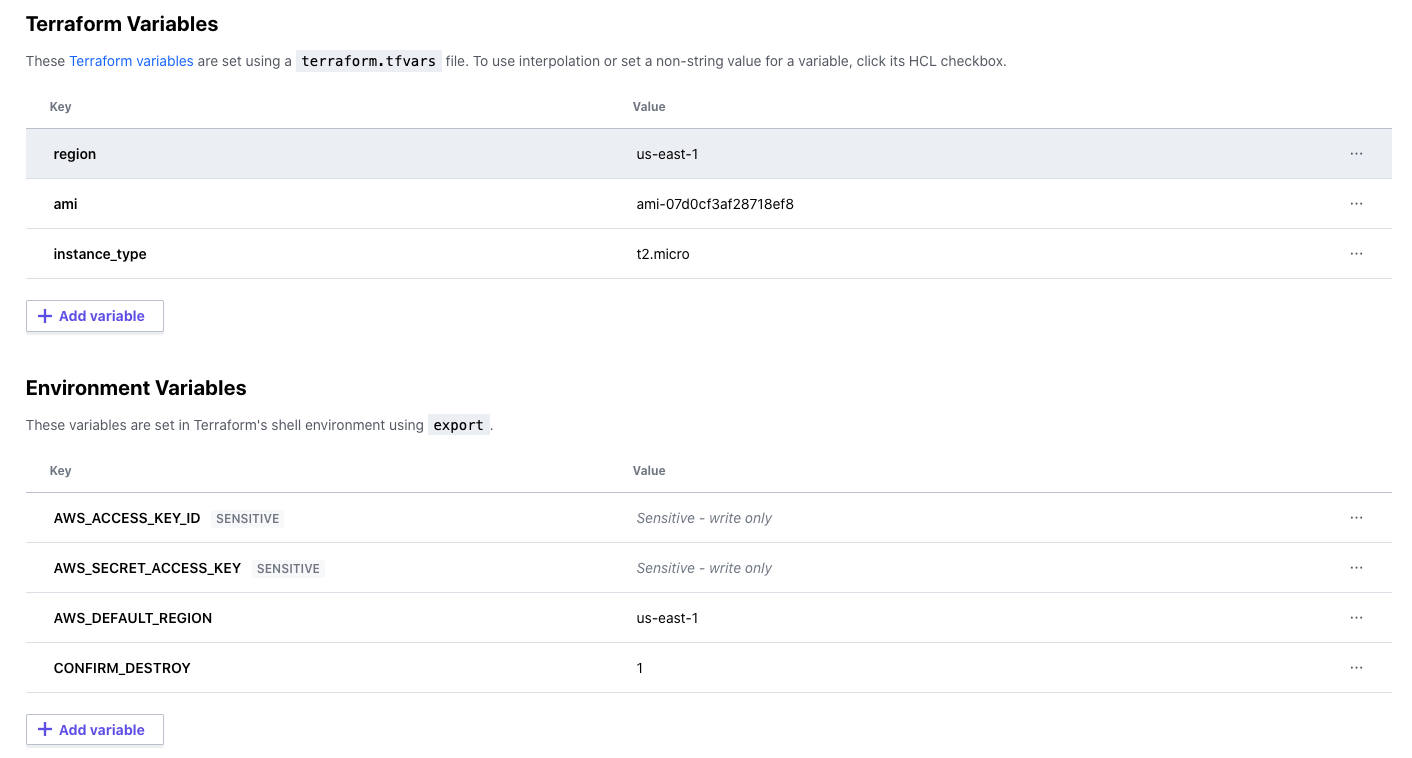 Terraform Variables
These Terraform variables are set using a terraform.tfvars file. To use interpolation or set a non-string value for a variable, click its HCL checkbox.
Key Value
region us-east-1 ...
ami ami-07d0cf3af28718ef8 ...
instance_type t2.micro ...
+ Add variable
Environment Variables
These variables are set in Terraform's shell environment using export.
Key Value
AWS_ACCESS_KEY_ID SENSITIVE Sensitive - write only ...
AWS_SECRET_ACCESS_KEY SENSITIVE Sensitive - write only ...
AWS_DEFAULT_REGION us-east-1 ...
CONFIRM_DESTROY 1 ...
+ Add variable